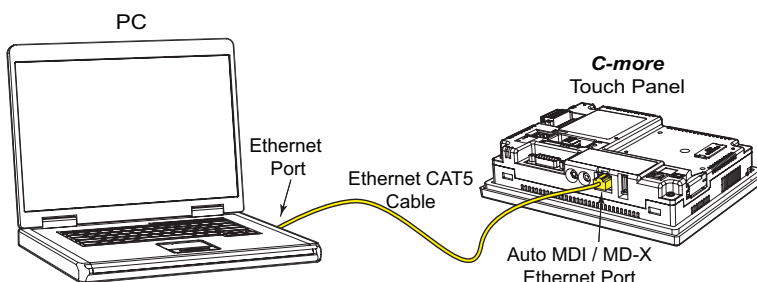 PC
C-more
Touch Panel
Ethernet
Port
Ethernet CAT5
Cable
Auto MDI / MD-X
Ethernet Port